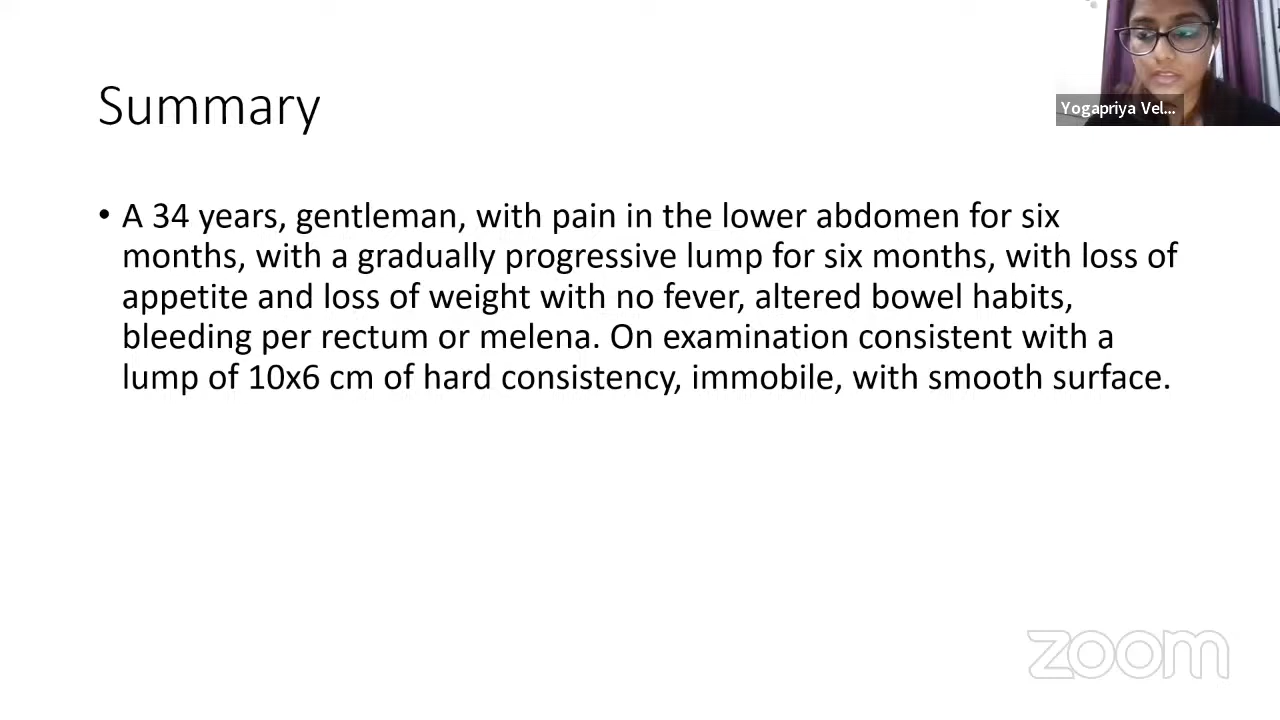 Yogapriya Vel...
Summary
• A 34 years, gentleman, with pain in the lower abdomen for six
months, with a gradually progressive lump for six months, with loss of
appetite and loss of weight with no fever, altered bowel habits,
bleeding per rectum or melena. On examination consistent with a
lump of 10x6 cm of hard consistency, immobile, with smooth surface.
zoom